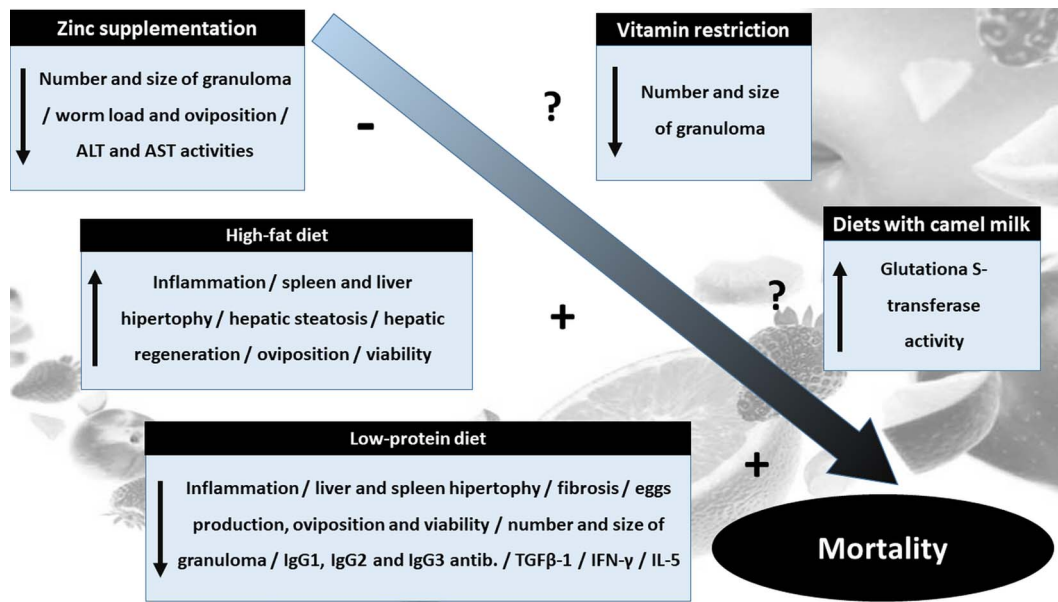 Zinc supplementation
Number and size of granuloma
/ worm load and oviposition /
ALT and AST activities
-
?
Vitamin restriction
Number and size
of granuloma
High-fat diet
Inflammation / spleen and liver
hipertophy / hepatic steatosis / hepatic
regeneration / oviposition / viability
+
?
Diets with camel milk
Glutationa S-
transferase
activity
Low-protein diet
Inflammation / liver and spleen hipertophy / fibrosis / eggs
production, oviposition and viability / number and size of
granuloma / IgG1, IgG2 and IgG3 antib. / TGFβ-1 / IFN-γ / IL-5
+
Mortality